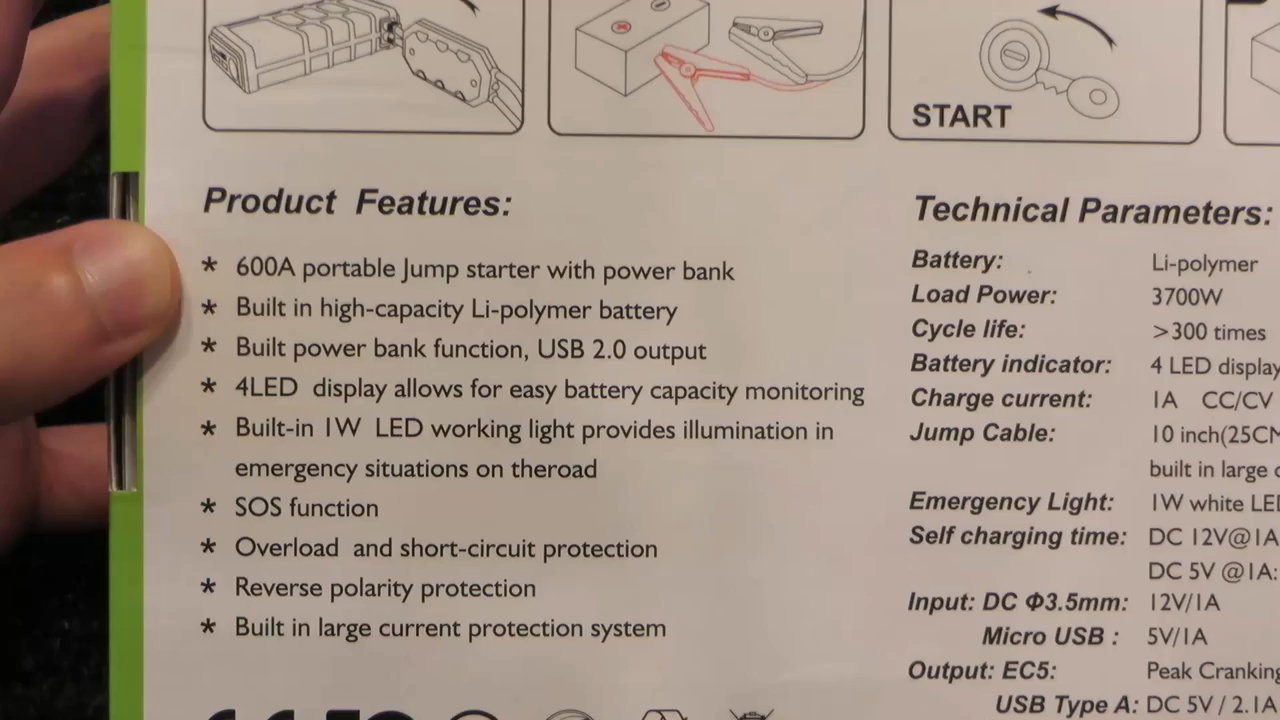 START
Product Features:
* 600A portable Jump starter with power bank
* Built in high-capacity Li-polymer battery
* Built power bank function, USB 2.0 output
* 4LED display allows for easy battery capacity monitoring
* Built-in 1W LED working light provides illumination in
emergency situations on theroad
* SOS function
* Overload and short-circuit protection
* Reverse polarity protection
* Built in large current protection system
Technical Parameters:
Battery: Li-polymer
Load Power: 3700W
Cycle life: >300 times
Battery indicator: 4 LED display
Charge current: 1A CC/CV
Jump Cable: 10 inch(25CM
built in large
Emergency Light: 1W white LED
Self charging time: DC 12V@1A
DC 5V @1A:
Input: DC Φ3.5mm: 12V/1A
Micro USB : 5V/1A
Output: EC5: Peak Cranking
USB Type A: DC 5V / 2.1A